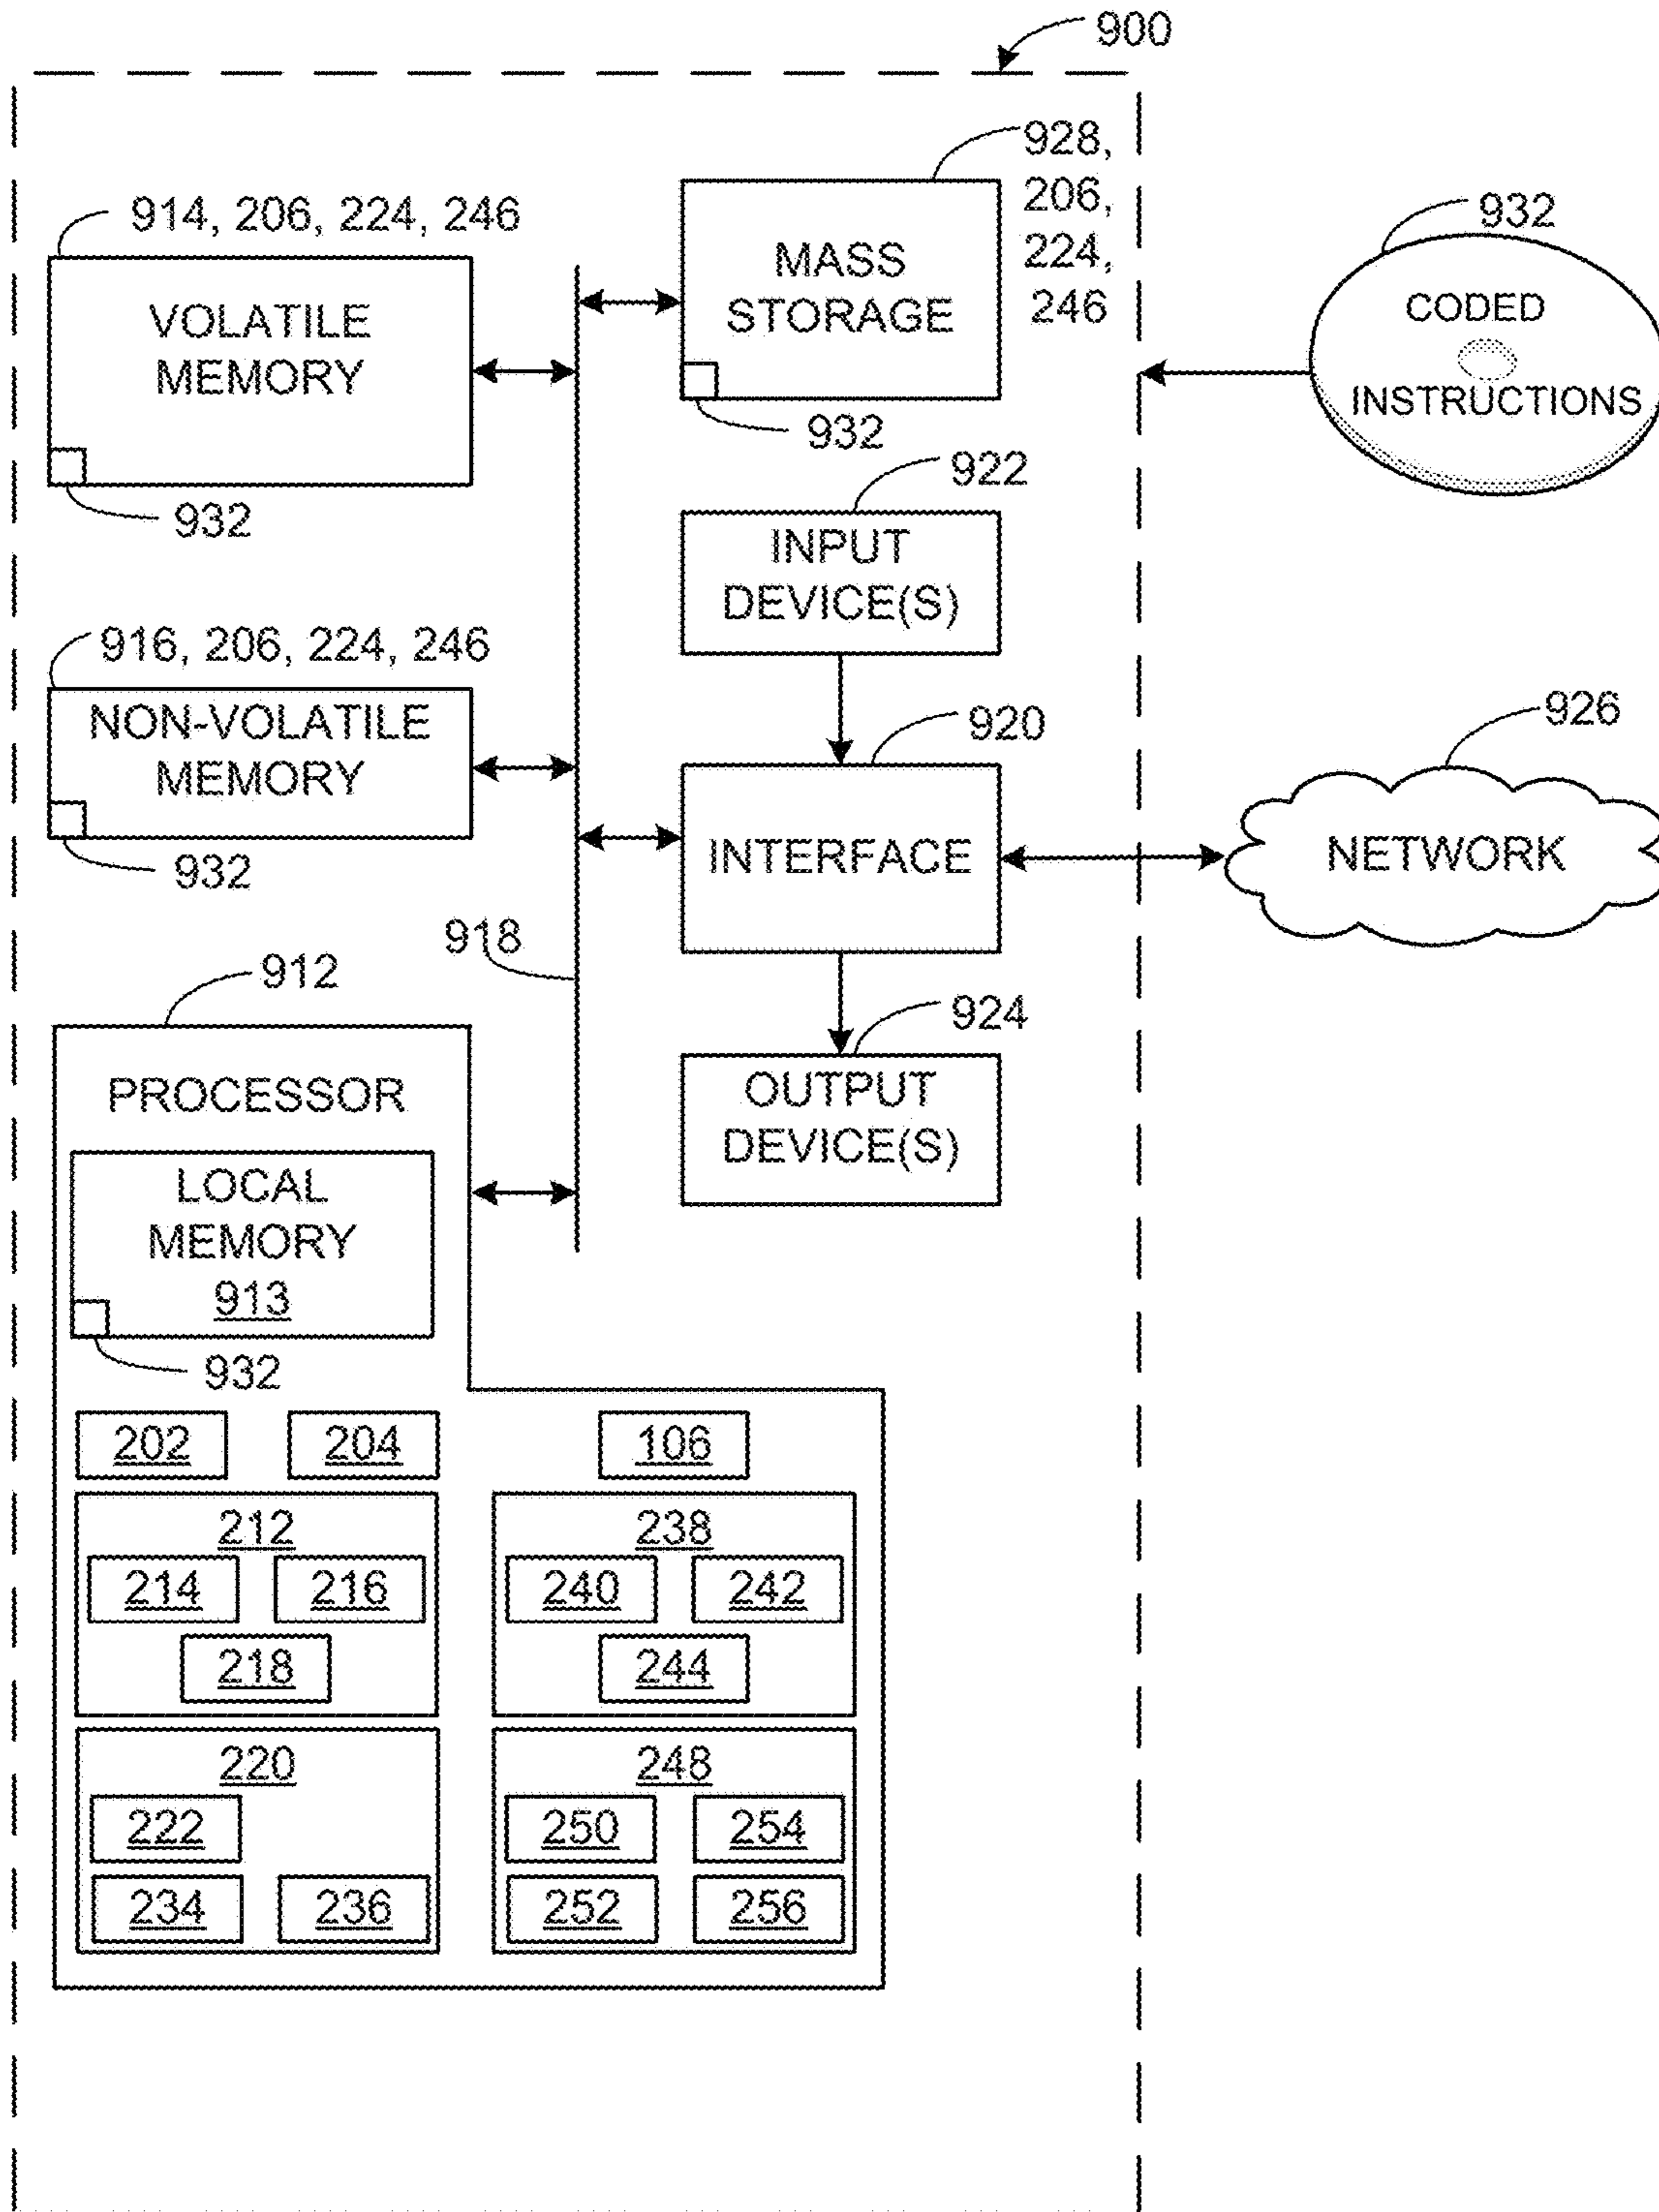 900
928,
206,
224,
246
914, 206, 224, 246
MASS
STORAGE
932
VOLATILE
MEMORY
932
932
CODED
INSTRUCTIONS
922
INPUT
DEVICE(S)
916, 206, 224, 246
NON-VOLATILE
MEMORY
932
920
INTERFACE
926
NETWORK
918
912
924
OUTPUT
DEVICE(S)
PROCESSOR
LOCAL
MEMORY
913
932
202
204
106
212
214
216
218
238
240
242
244
220
222
234
236
248
250
254
252
256